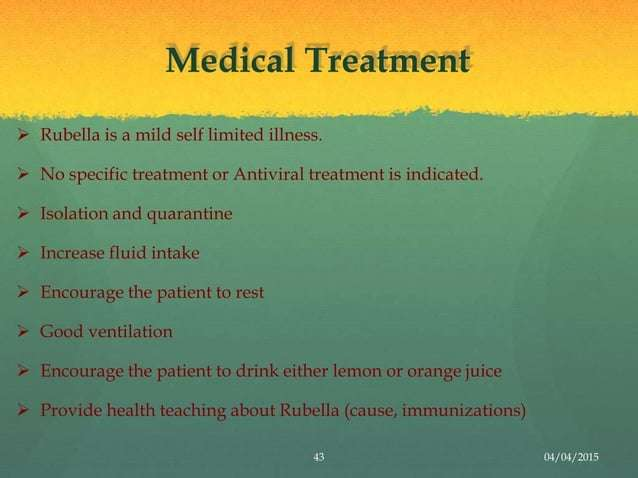 Medical Treatment
➢ Rubella is a mild self limited illness.
➢ No specific treatment or Antiviral treatment is indicated.
➢ Isolation and quarantine
➢ Increase fluid intake
➢ Encourage the patient to rest
➢ Good ventilation
➢ Encourage the patient to drink either lemon or orange juice
➢ Provide health teaching about Rubella (cause, immunizations)
43 04/04/2015